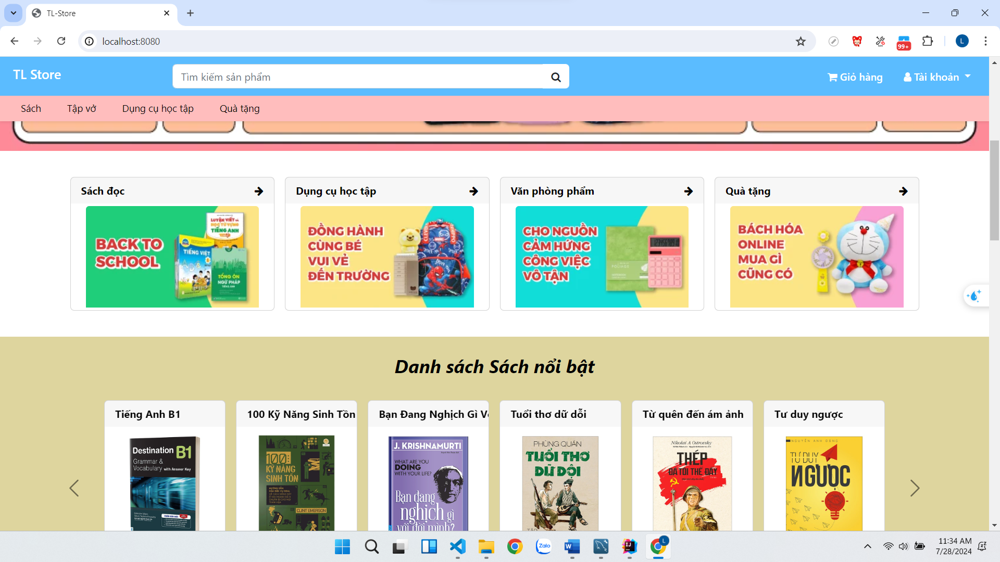 TL-Store
localhost:8080
99+
L
TL Store
Tìm kiếm sản phẩm
Giỏ hàng
Tài khoản
Sách
Tập vở
Dụng cụ học tập
Quà tặng
Sách đọc
Dụng cụ học tập
Văn phòng phẩm
Quà tặng
LUYỆN VIẾT và
HỌC TỪ VỰNG
TIẾNG ANH
BACK TO
SCHOOL
TIẾNG VIỆT
TỔNG ÔN
NGỮ PHÁP
TIẾNG ANH
ĐỒNG HÀNH
CÙNG BÉ
VUI VẺ
ĐẾN TRƯỜNG
CHO NGUỒN
CẢM HỨNG
CÔNG VIỆC
VÔ TẬN
BÁCH HÓA
ONLINE
MUA GÌ
CŨNG CÓ
Danh sách Sách nổi bật
Tiếng Anh B1
100 Kỹ Năng Sinh Tồn
Bạn Đang Nghịch Gì V
Tuổi thơ dữ dỗi
Từ quên đến ám ảnh
Tư duy ngược
Destination B1
Grammar &
Vocabulary with Answer Key
100
KỸ NĂNG
SINH TỒN
CLINT EMERSON
J. KRISHNAMURTI
WHAT ARE YOU
DOING
WITH YOUR LIFE?
Bạn đang
nghịch gì
với đời mình?
PHÙNG QUÁN
TUỔI THƠ
DỮ DỘI
Nikolai A Ostrovsky
THÉP
ĐÃ TÔI THẾ ĐẤY
NGUYỄN ANH DŨNG
TƯ DUY
NGƯỢC
Zalo
L
11:34 AM
7/28/2024